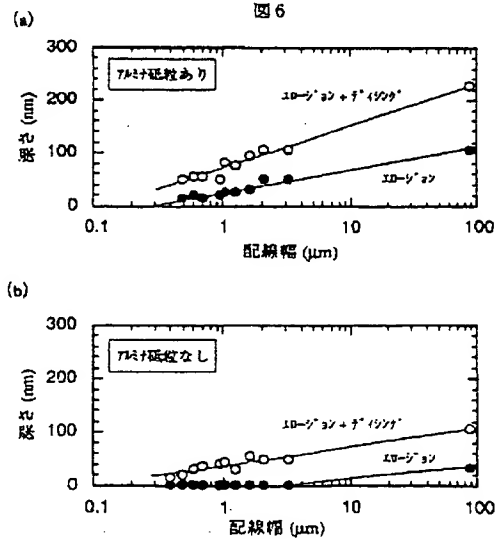 図6
(a)
300
アルミナ砥粒あり
エロージョン + ディシング
200
深さ (nm)
100
エロージョン
0
0.1 1.0 10 100
配線幅 (μm)
(b)
300
アルミナ砥粒なし
200
深さ (nm)
エロージョン + ディシング
100
エロージョン
0
0.1 1.0 10 100
配線幅 (μm)